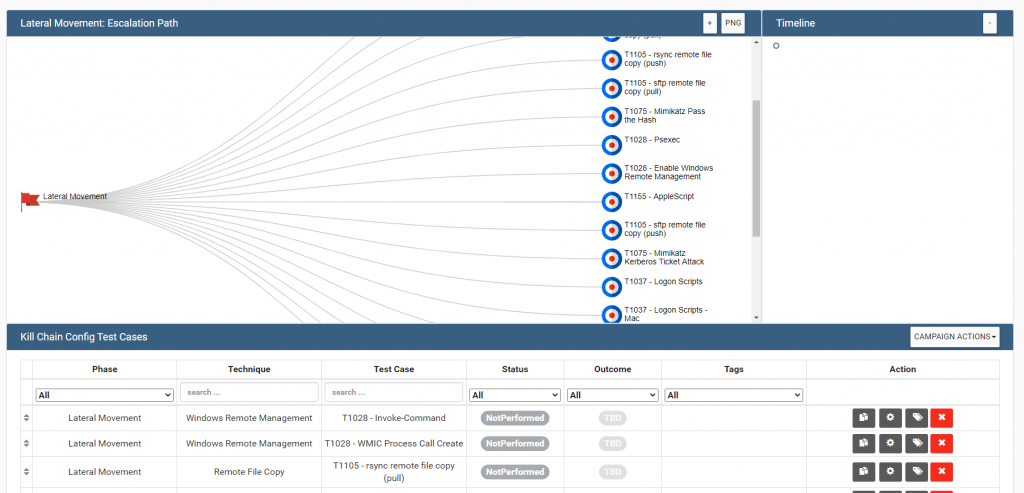 Lateral Movement: Escalation Path
+
PNG
Timeline
-
copy (pull)
T1105 - rsync remote file
copy (push)
T1105 - sftp remote file
copy (pull)
T1075 - Mimikatz Pass
the Hash
T1028 - Psexec
T1028 - Enable Windows
Remote Management
Lateral Movement
T1155 - AppleScript
T1105 - sftp remote file
copy (push)
T1075 - Mimikatz
Kerberos Ticket Attack
T1037 - Logon Scripts
T1037 - Logon Scripts -
Mac
Kill Chain Config Test Cases
CAMPAIGN ACTIONS
Phase Technique Test Case Status Outcome Tags Action
All search ... search ... All All All
Lateral Movement Windows Remote Management T1028 - Invoke-Command NotPerformed TBD
Lateral Movement Windows Remote Management T1028 - WMIC Process Call Create NotPerformed TBD
Lateral Movement Remote File Copy T1105 - rsync remote file copy NotPerformed TBD
(pull)